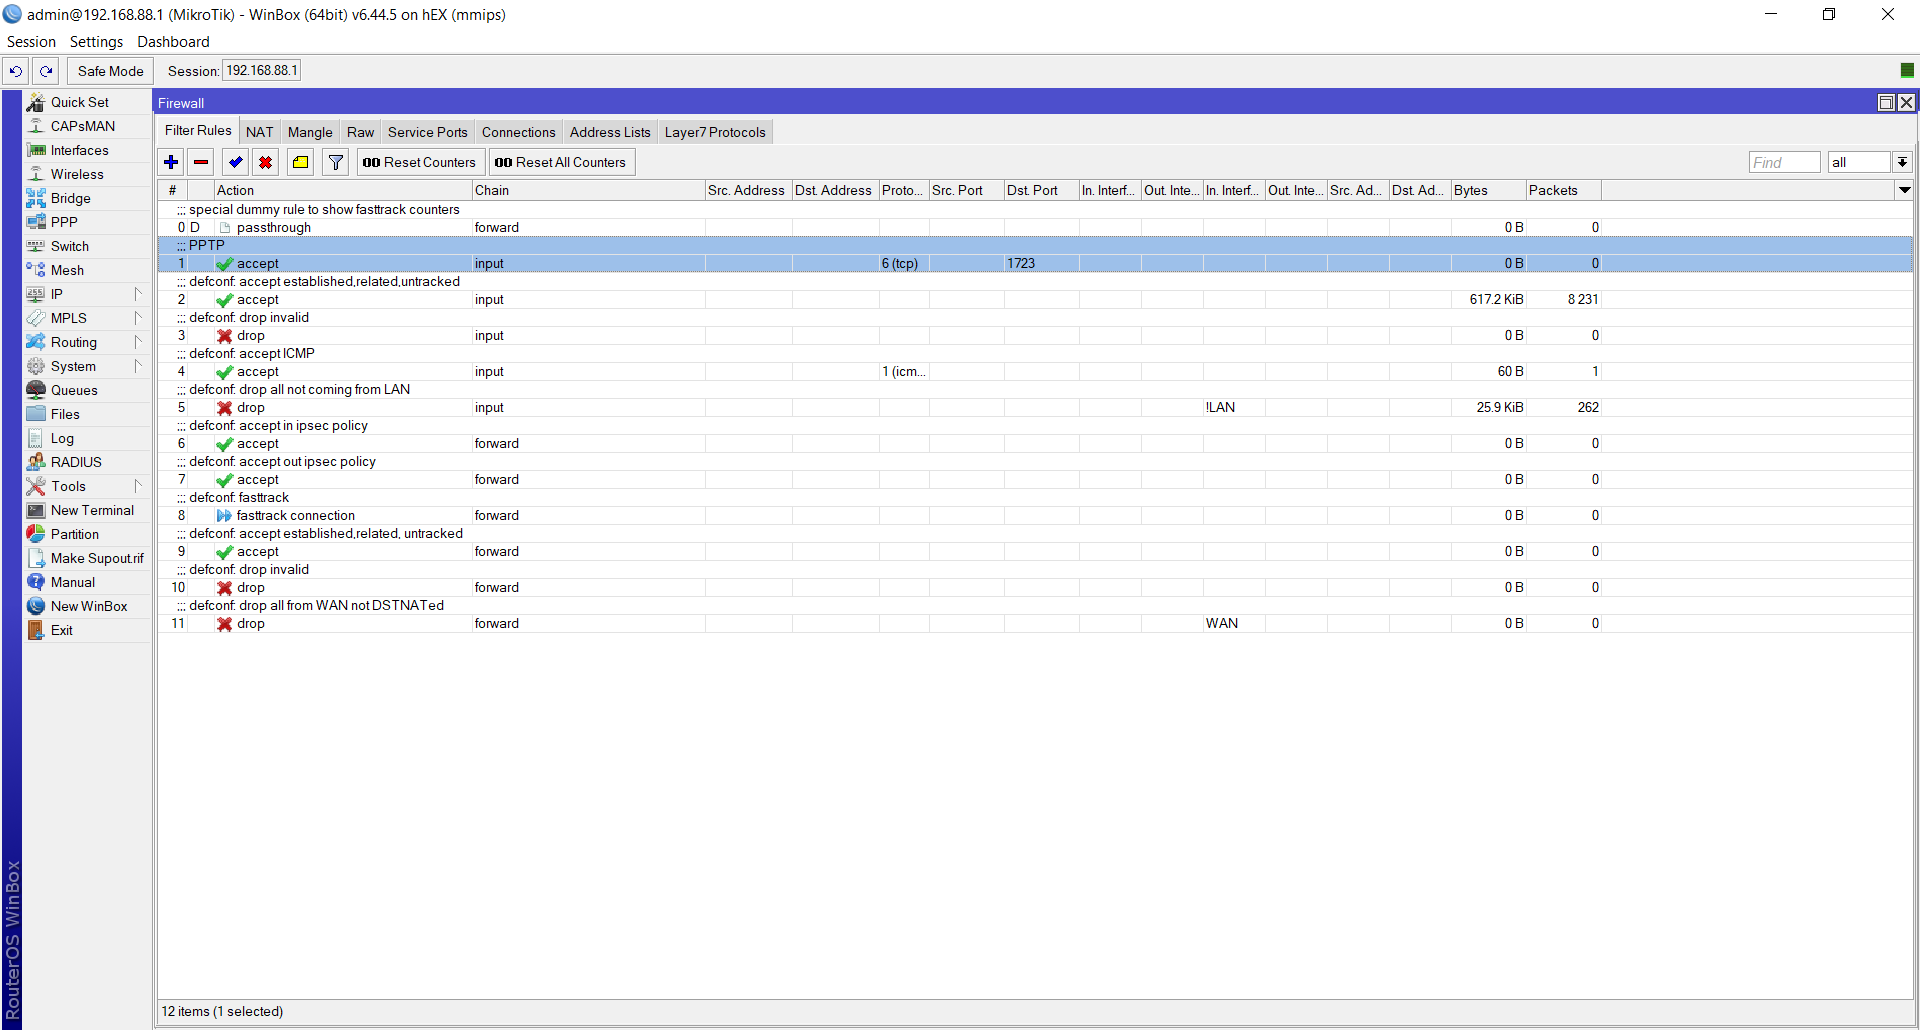 admin@192.168.88.1 (MikroTik) - WinBox (64bit) v6.44.5 on hEX (mmips)
Session Settings Dashboard
Safe Mode Session: 192.168.88.1
Quick Set
CAPsMAN
Interfaces
Wireless
Bridge
PPP
Switch
Mesh
IP
MPLS
Routing
System
Queues
Files
Log
RADIUS
Tools
New Terminal
Partition
Make Supout.rif
Manual
New WinBox
Exit
RouterOS WinBox
Firewall
Filter Rules NAT Mangle Raw Service Ports Connections Address Lists Layer7 Protocols
00 Reset Counters 00 Reset All Counters Find all
# Action Chain Src. Address Dst. Address Proto... Src. Port Dst. Port In. Interf... Out. Inte... In. Interf... Out. Inte... Src. Ad... Dst. Ad... Bytes Packets
;;; special dummy rule to show fasttrack counters
0 D passthrough forward 0 B 0
;;; PPTP
1 accept input 6 (tcp) 1723 0 B 0
;;; defconf: accept established,related,untracked
2 accept input 617.2 KiB 8 231
;;; defconf: drop invalid
3 drop input 0 B 0
;;; defconf: accept ICMP
4 accept input 1 (icm... 60 B 1
;;; defconf: drop all not coming from LAN
5 drop input !LAN 25.9 KiB 262
;;; defconf: accept in ipsec policy
6 accept forward 0 B 0
;;; defconf: accept out ipsec policy
7 accept forward 0 B 0
;;; defconf: fasttrack
8 fasttrack connection forward 0 B 0
;;; defconf: accept established,related, untracked
9 accept forward 0 B 0
;;; defconf: drop invalid
10 drop forward 0 B 0
;;; defconf: drop all from WAN not DSTNATed
11 drop forward WAN 0 B 0
12 items (1 selected)